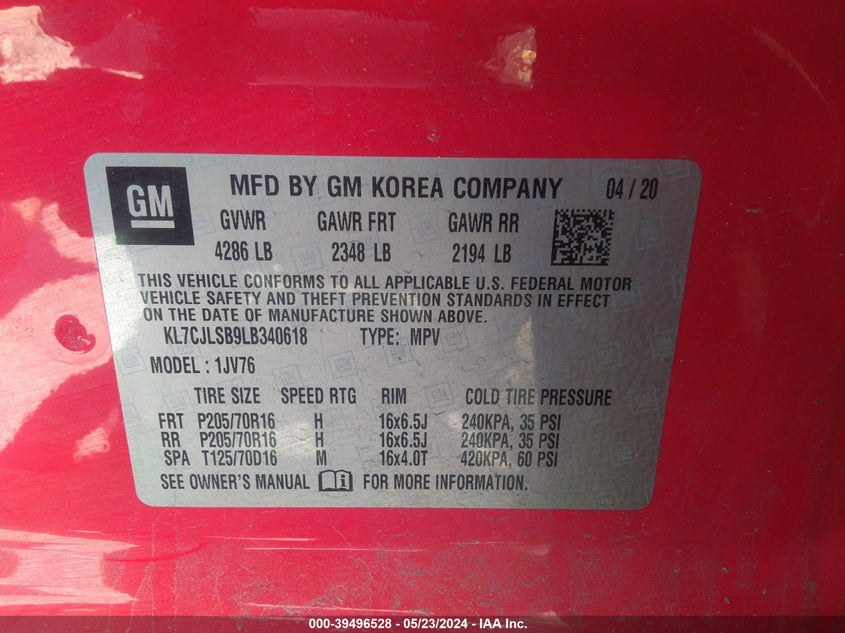 GM
MFD BY GM KOREA COMPANY 04/20
GVWR GAWR FRT GAWR RR
4286 LB 2348 LB 2194 LB
THIS VEHICLE CONFORMS TO ALL APPLICABLE U.S. FEDERAL MOTOR
VEHICLE SAFETY AND THEFT PREVENTION STANDARDS IN EFFECT
ON THE DATE OF MANUFACTURE SHOWN ABOVE.
KL7CJLSB9LB340618 TYPE: MPV
MODEL : 1JV76
TIRE SIZE SPEED RTG RIM COLD TIRE PRESSURE
FRT P205/70R16 H 16x6.5J 240KPA, 35 PSI
RR P205/70R16 H 16x6.5J 240KPA, 35 PSI
SPA T125/70D16 M 16x4.0T 420KPA, 60 PSI
SEE OWNER'S MANUAL FOR MORE INFORMATION.
000-39496528 - 05/23/2024 - IAA Inc.